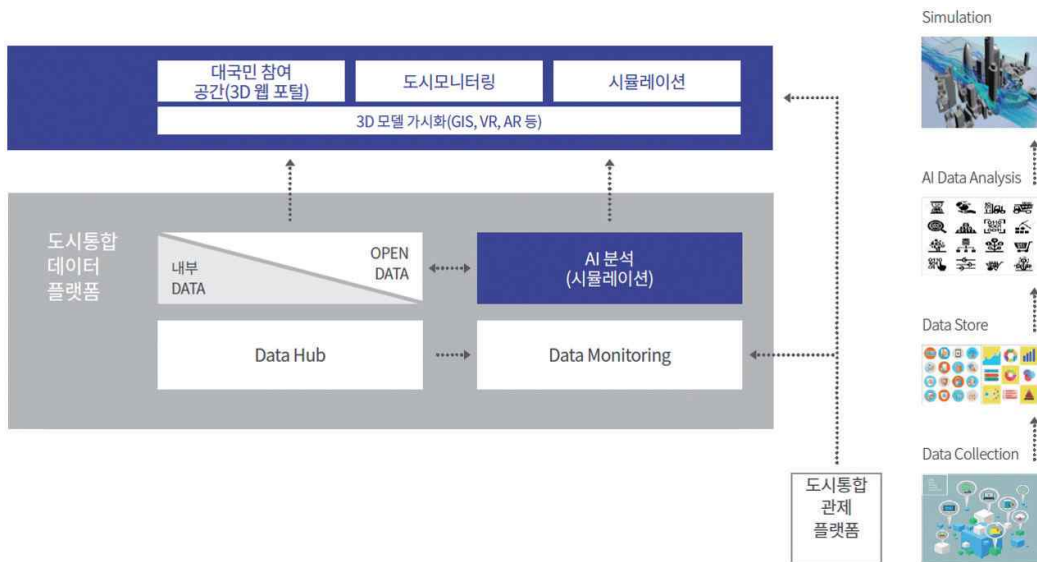 대국민 참여
공간(3D 웹 포털)
도시모니터링
시뮬레이션
3D 모델 가시화(GIS, VR, AR 등)
도시통합
데이터
플랫폼
내부
DATA
OPEN
DATA
AI 분석
(시뮬레이션)
Data Hub
Data Monitoring
도시통합
관제
플랫폼
Simulation
AI Data Analysis
Data Store
Data Collection